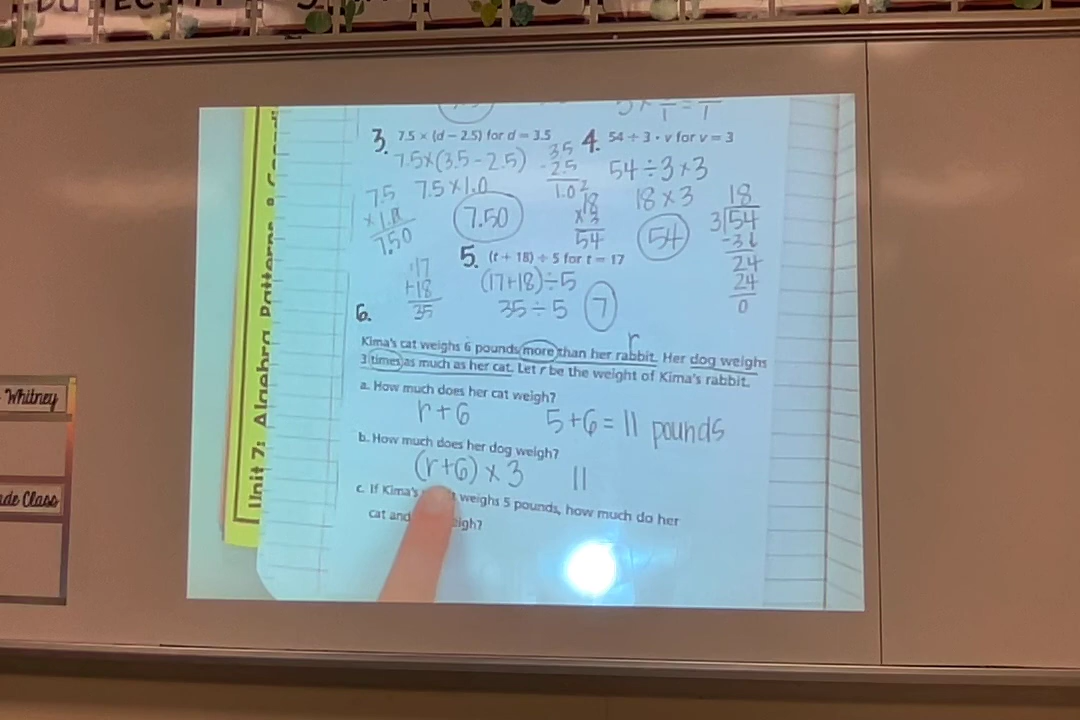 3. 7.5 × (d − 2.5) for d = 3.5
7.5×(3.5-2.5)
3.5
-2.5
1.0
7.5×1.0
7.5
×1.0
7.50
7.50
4. 54 ÷ 3 • v for v = 3
54÷3×3
18×3
2
18
×3
54
54
18
3)54
24
24
0
5. (t + 18) ÷ 5 for t = 17
(17+18)÷5
17
+18
35
35÷5 7
6.
r
Kima's cat weighs 6 pounds more than her rabbit. Her dog weighs
3 times as much as her cat. Let r be the weight of Kima's rabbit.
a. How much does her cat weigh?
r+6 5+6=11 pounds
b. How much does her dog weigh?
(r+6)×3 11
c. If Kima's weighs 5 pounds, how much do her
cat and
Unit 7: Algebra Patterns
Whitney
Class